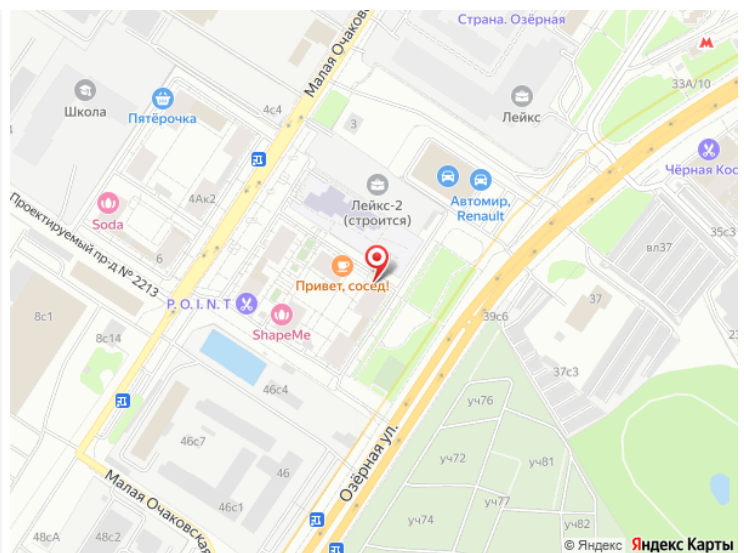 Страна. Озёрная
Малая Очаковская
33А/10
Школа
Пятёрочка
4с4
3
Лейкс
Чёрная Кос
Лейкс-2
(строится)
Автомир,
Renault
4Ак2
Soda
Проектируемый пр-д № 2213
6
35с3
вл37
Привет, сосед!
37
P. O. I. N. T
ShapeMe
8с1
8с14
39с6
37с3
46с4
уч76
Озёрная ул.
46с7
уч72
уч81
46
Малая Очаковская
46с1
уч74
уч82
48сА
48с2
© Яндекс Яндекс Карты